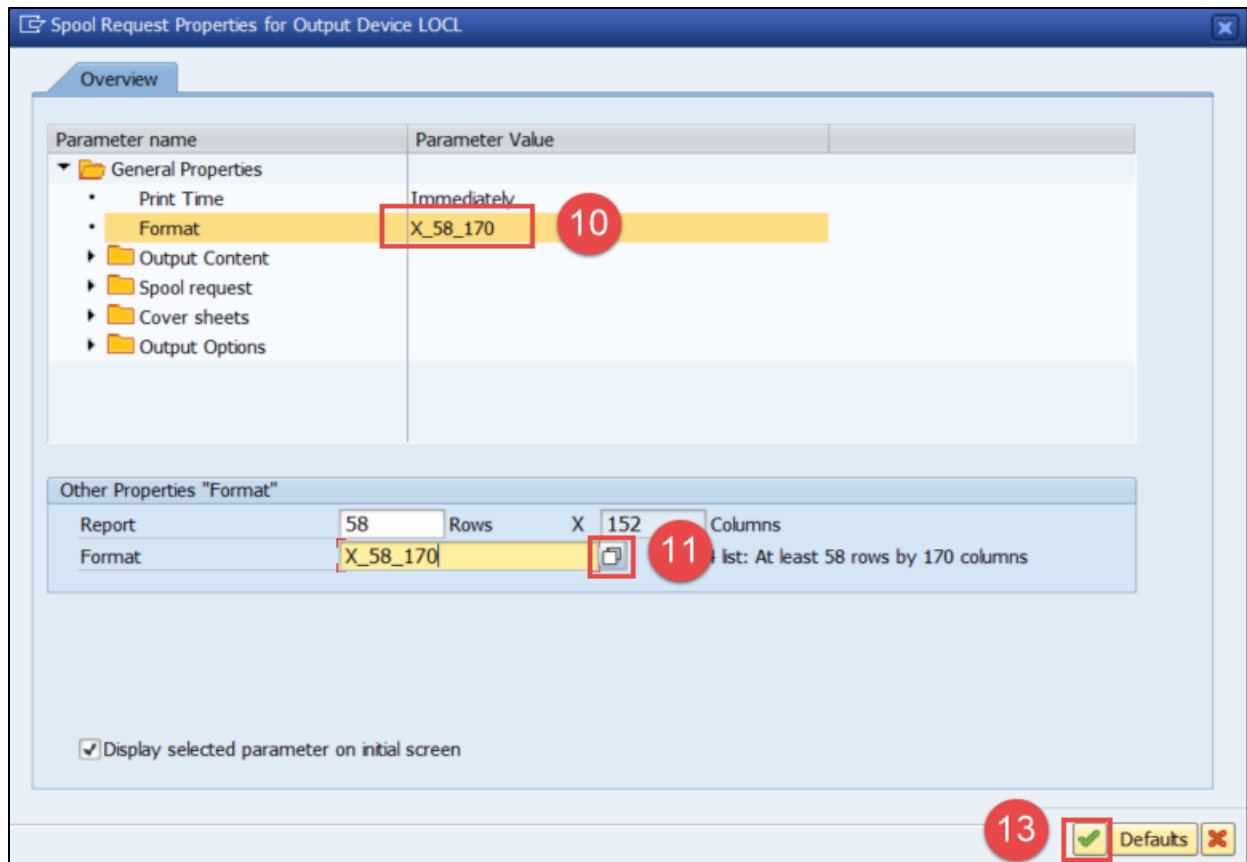 Spool Request Properties for Output Device LOCL
Overview
Parameter name Parameter Value
General Properties
Print Time Immediately
Format X_58_170 10
Output Content
Spool request
Cover sheets
Output Options
Other Properties "Format"
Report 58 Rows X 152 Columns
Format X_58_170 11 list: At least 58 rows by 170 columns
Display selected parameter on initial screen
13 Defaults